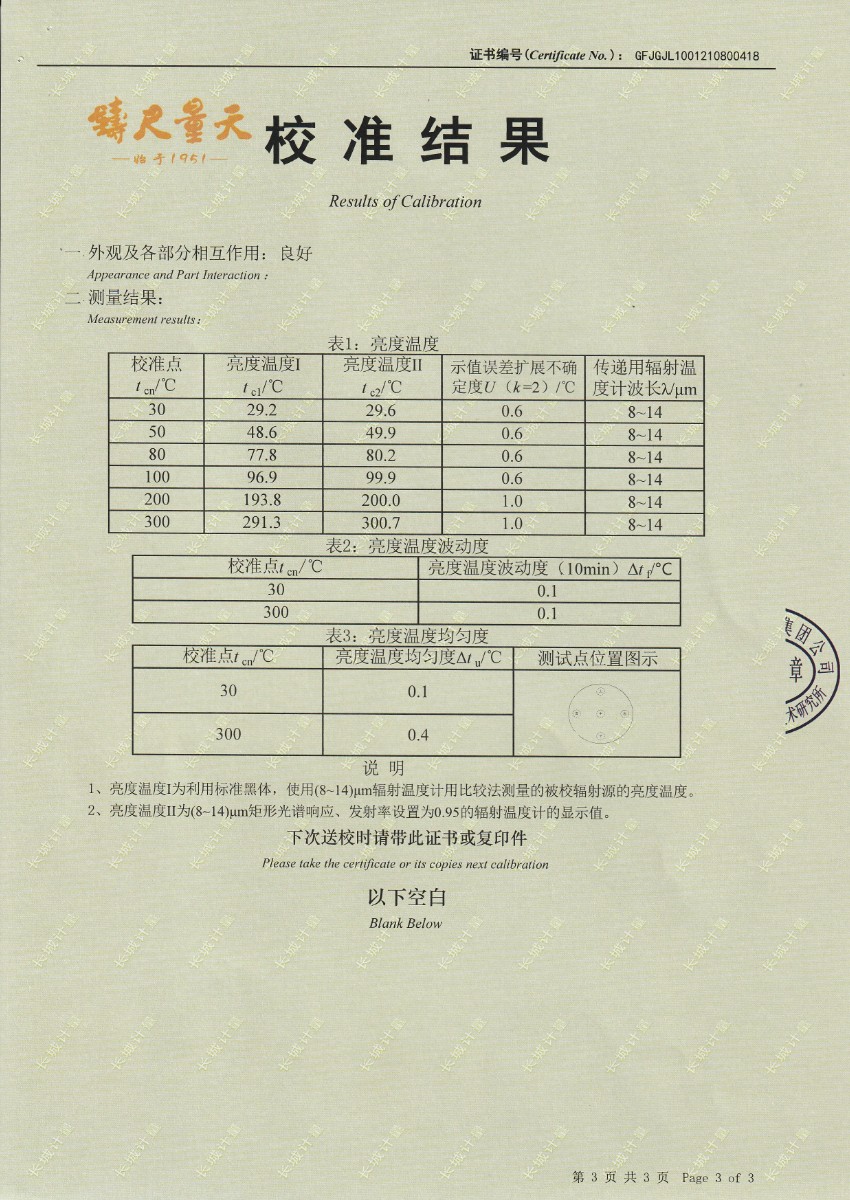 证书编号(Certificate No.)： GFJGJL1001210800418
鑄尺量天
始于1951
校准结果
Results of Calibration
一 外观及各部分相互作用：良好
Appearance and Part Interaction：
二 测量结果：
Measurement results：
表1：亮度温度
校准点 tcn/℃ 亮度温度I tc1/℃ 亮度温度II tc2/℃ 示值误差扩展不确定度U（k=2）/℃ 传递用辐射温度计波长λ/μm
30 29.2 29.6 0.6 8~14
50 48.6 49.9 0.6 8~14
80 77.8 80.2 0.6 8~14
100 96.9 99.9 0.6 8~14
200 193.8 200.0 1.0 8~14
300 291.3 300.7 1.0 8~14
表2：亮度温度波动度
校准点tcn/℃ 亮度温度波动度（10min）Δtf/℃
30 0.1
300 0.1
表3：亮度温度均匀度
校准点tcn/℃ 亮度温度均匀度Δtu/℃ 测试点位置图示
30 0.1
300 0.4
说 明
1、亮度温度I为利用标准黑体，使用(8~14)μm辐射温度计用比较法测量的被校辐射源的亮度温度。
2、亮度温度II为(8~14)μm矩形光谱响应、发射率设置为0.95的辐射温度计的显示值。
下次送校时请带此证书或复印件
Please take the certificate or its copies next calibration
以下空白
Blank Below
集团公司
章
术研究所
长城计量
第 3 页 共 3 页 Page 3 of 3